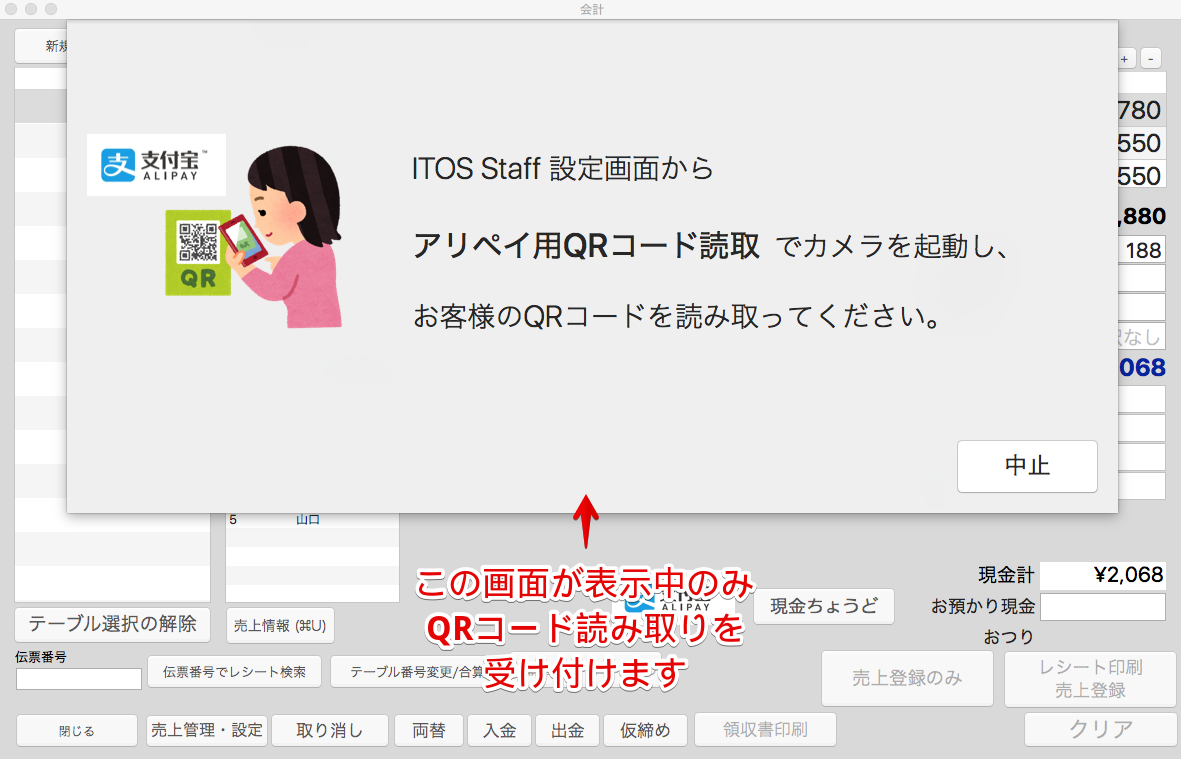 会計
新規
+
-
780
550
550
,880
188
択なし
068
支付宝™
ALIPAY
QR
QR
ITOS Staff 設定画面から
アリペイ用QRコード読取 でカメラを起動し、
お客様のQRコードを読み取ってください。
中止
5 山口
この画面が表示中のみ
QRコード読み取りを
受け付けます
ALIPAY
現金ちょうど
現金計 ¥2,068
お預かり現金
おつり
テーブル選択の解除
売上情報 (⌘U)
伝票番号
伝票番号でレシート検索
テーブル番号変更/合算
売上登録のみ
レシート印刷
売上登録
閉じる
売上管理・設定
取り消し
両替
入金
出金
仮締め
領収書印刷
クリア